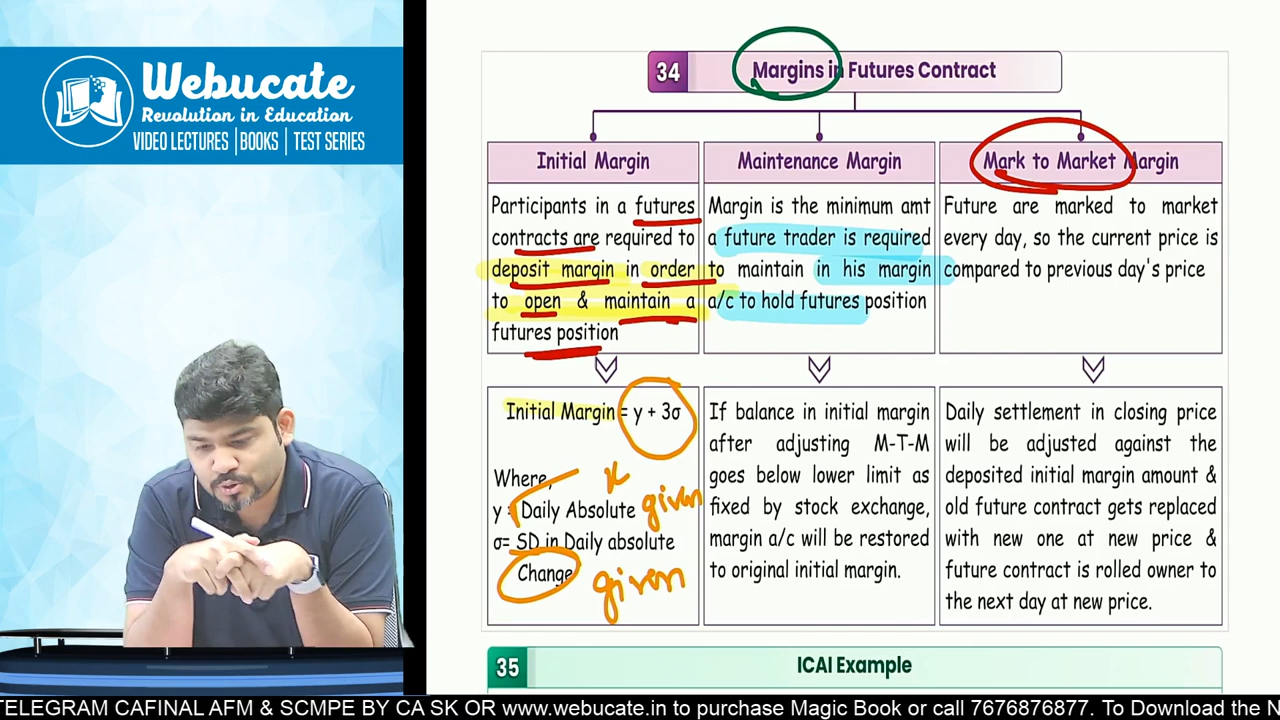 Webucate
Revolution in Education
VIDEO LECTURES | BOOKS | TEST SERIES
34
Margins in Futures Contract
Initial Margin
Participants in a futures
contracts are required to
deposit margin in order
to open & maintain a
futures position
Initial Margin = y + 3σ
Where,
x
y = Daily Absolute given
σ= SD in Daily absolute
Change given
Maintenance Margin
Margin is the minimum amt
a future trader is required
to maintain in his margin
a/c to hold futures position
If balance in initial margin
after adjusting M-T-M
goes below lower limit as
fixed by stock exchange,
margin a/c will be restored
to original initial margin.
Mark to Market Margin
Future are marked to market
every day, so the current price is
compared to previous day's price
Daily settlement in closing price
will be adjusted against the
deposited initial margin amount &
old future contract gets replaced
with new one at new price &
future contract is rolled owner to
the next day at new price.
35
ICAI Example
TELEGRAM CAFINAL AFM & SCMPE BY CA SK OR www.webucate.in to purchase Magic Book or call 7676876877. To Download the N